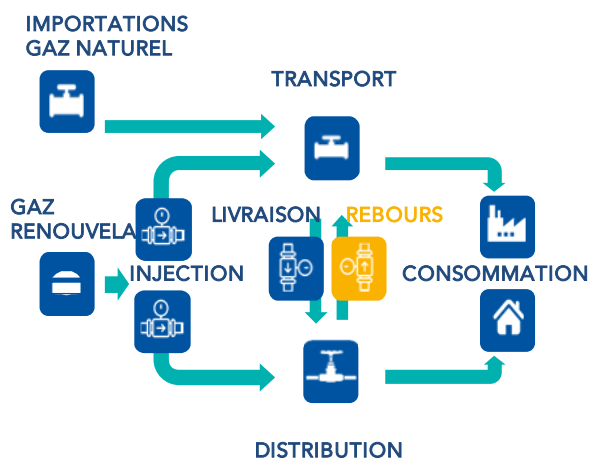 IMPORTATIONS
GAZ NATUREL
TRANSPORT
GAZ
RENOUVELA
LIVRAISON
REBOURS
INJECTION
CONSOMMATION
DISTRIBUTION